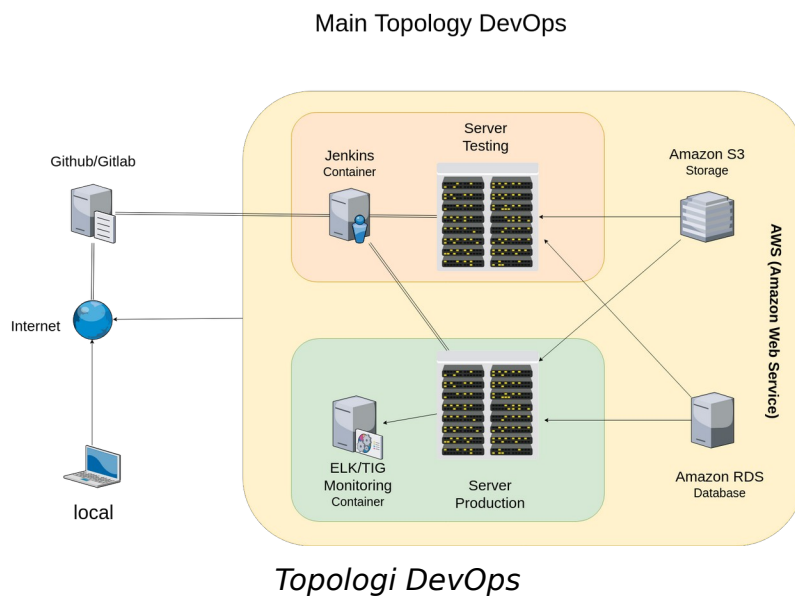 Main Topology DevOps
Github/Gitlab
Jenkins
Container
Server
Testing
Amazon S3
Storage
AWS (Amazon Web Service)
Internet
ELK/TIG
Monitoring
Container
Server
Production
Amazon RDS
Database
local
Topologi DevOps